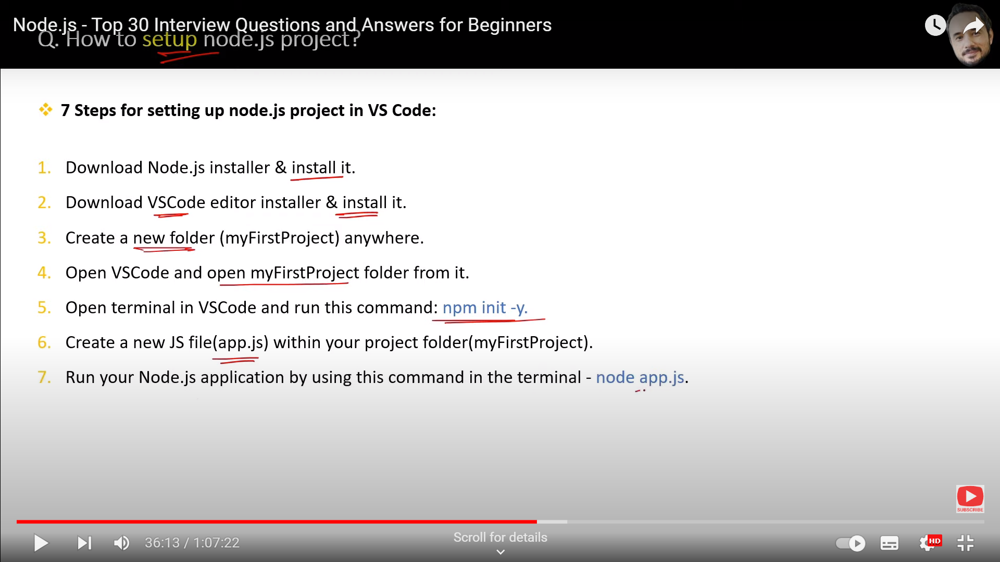 Node.js - Top 30 Interview Questions and Answers for Beginners
Q. How to setup node.js project?
❖ 7 Steps for setting up node.js project in VS Code:
1. Download Node.js installer & install it.
2. Download VSCode editor installer & install it.
3. Create a new folder (myFirstProject) anywhere.
4. Open VSCode and open myFirstProject folder from it.
5. Open terminal in VSCode and run this command: npm init -y.
6. Create a new JS file(app.js) within your project folder(myFirstProject).
7. Run your Node.js application by using this command in the terminal - node app.js.
SUBSCRIBE
36:13 / 1:07:22
Scroll for details
HD